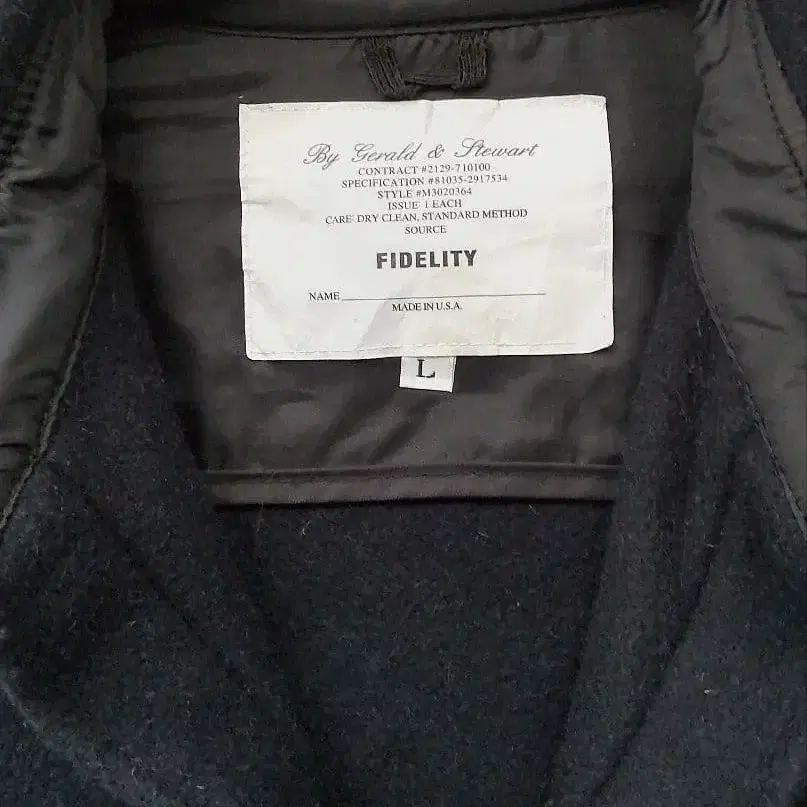 By Gerald & Stewart
CONTRACT #2129-710100
SPECIFICATION #81035-2917534
STYLE #M3020364
ISSUE 1 EACH
CARE DRY CLEAN, STANDARD METHOD
SOURCE
FIDELITY
NAME
MADE IN U.S.A.
L